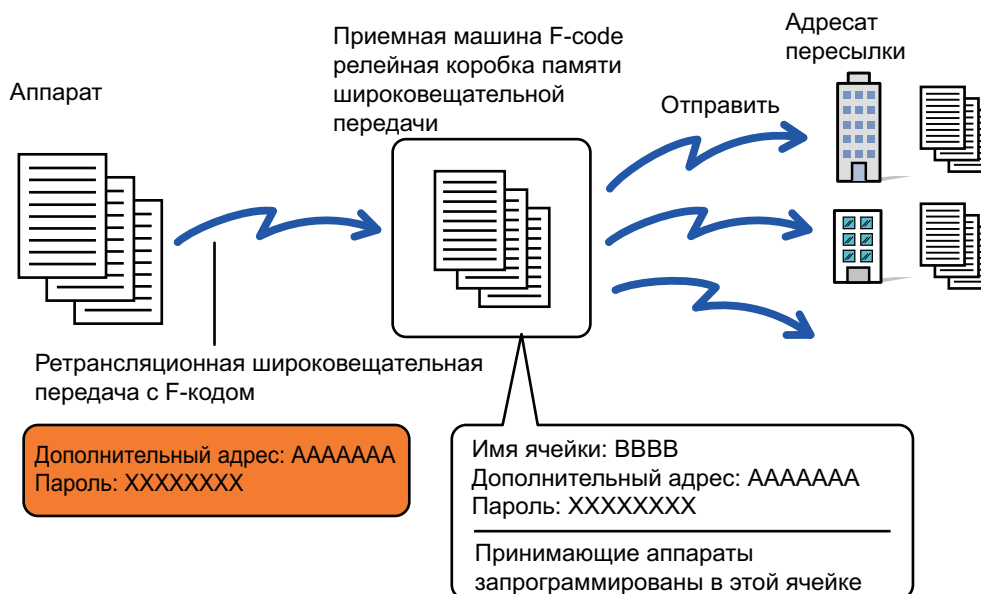 Аппарат
Приемная машина F-code
релейная коробка памяти
широковещательной
передачи
Отправить
Адресат
пересылки
Ретрансляционная широковещательная
передача с F-кодом
Дополнительный адрес: AAAAAAA
Пароль: XXXXXXXX
Имя ячейки: BBBB
Дополнительный адрес: AAAAAAA
Пароль: XXXXXXXX
Принимающие аппараты
запрограммированы в этой ячейке